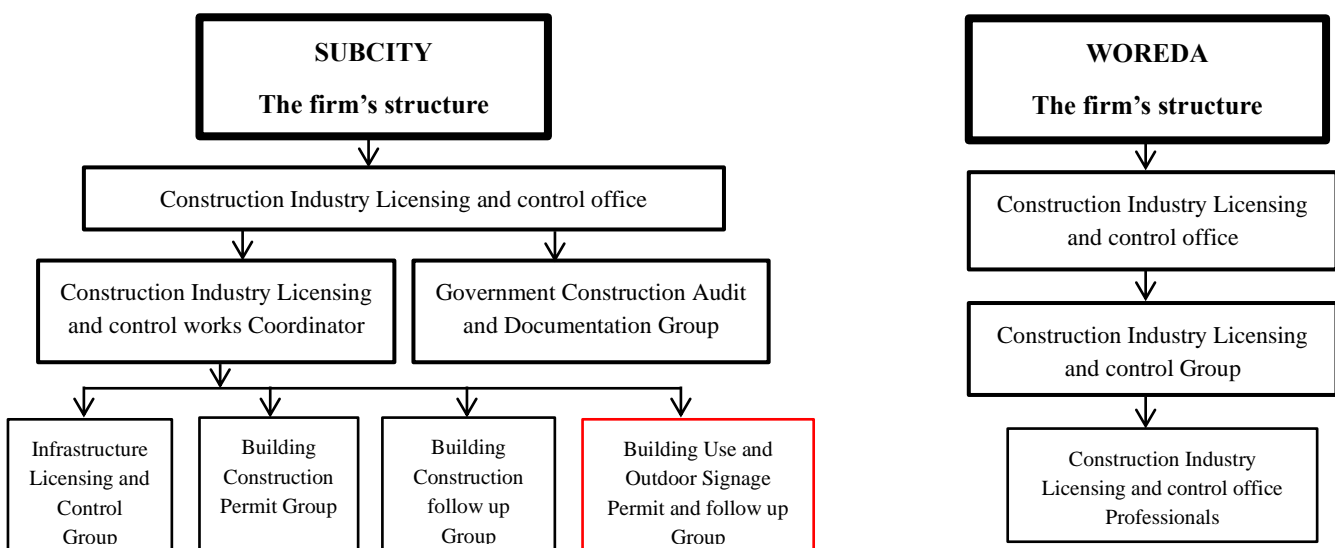 SUBCITY
The firm’s structure
Construction Industry Licensing and control office
Construction Industry Licensing
and control works Coordinator
Government Construction Audit
and Documentation Group
Infrastructure
Licensing and
Control
Group
Building
Construction
Permit Group
Building
Construction
follow up
Group
Building Use and
Outdoor Signage
Permit and follow up
Group
WOREDA
The firm’s structure
Construction Industry Licensing
and control office
Construction Industry Licensing
and control Group
Construction Industry
Licensing and control office
Professionals